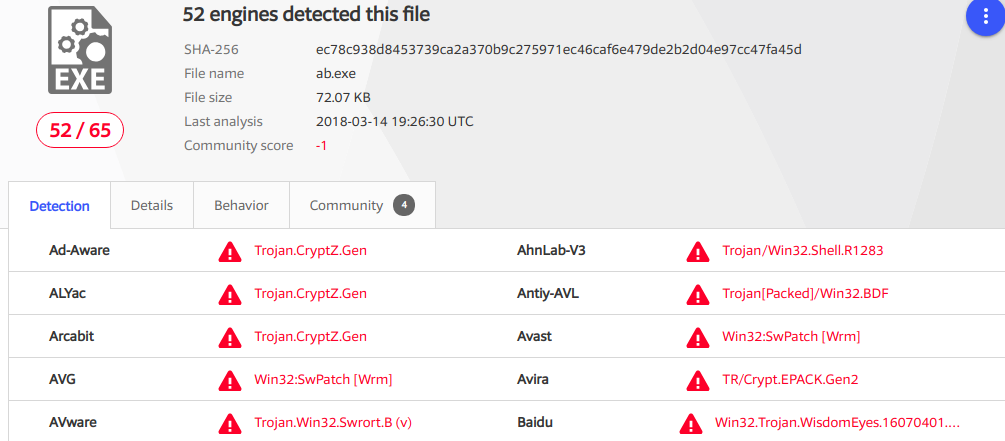 52 engines detected this file
EXE
52 / 65
SHA-256 ec78c938d8453739ca2a370b9c275971ec46caf6e479de2b2d04e97cc47fa45d
File name ab.exe
File size 72.07 KB
Last analysis 2018-03-14 19:26:30 UTC
Community score -1
Detection Details Behavior Community 4
Ad-Aware Trojan.CryptZ.Gen AhnLab-V3 Trojan/Win32.Shell.R1283
ALYac Trojan.CryptZ.Gen Antiy-AVL Trojan[Packed]/Win32.BDF
Arcabit Trojan.CryptZ.Gen Avast Win32:SwPatch [Wrm]
AVG Win32:SwPatch [Wrm] Avira TR/Crypt.EPACK.Gen2
AVware Trojan.Win32.Swrort.B (v) Baidu Win32.Trojan.WisdomEyes.16070401....